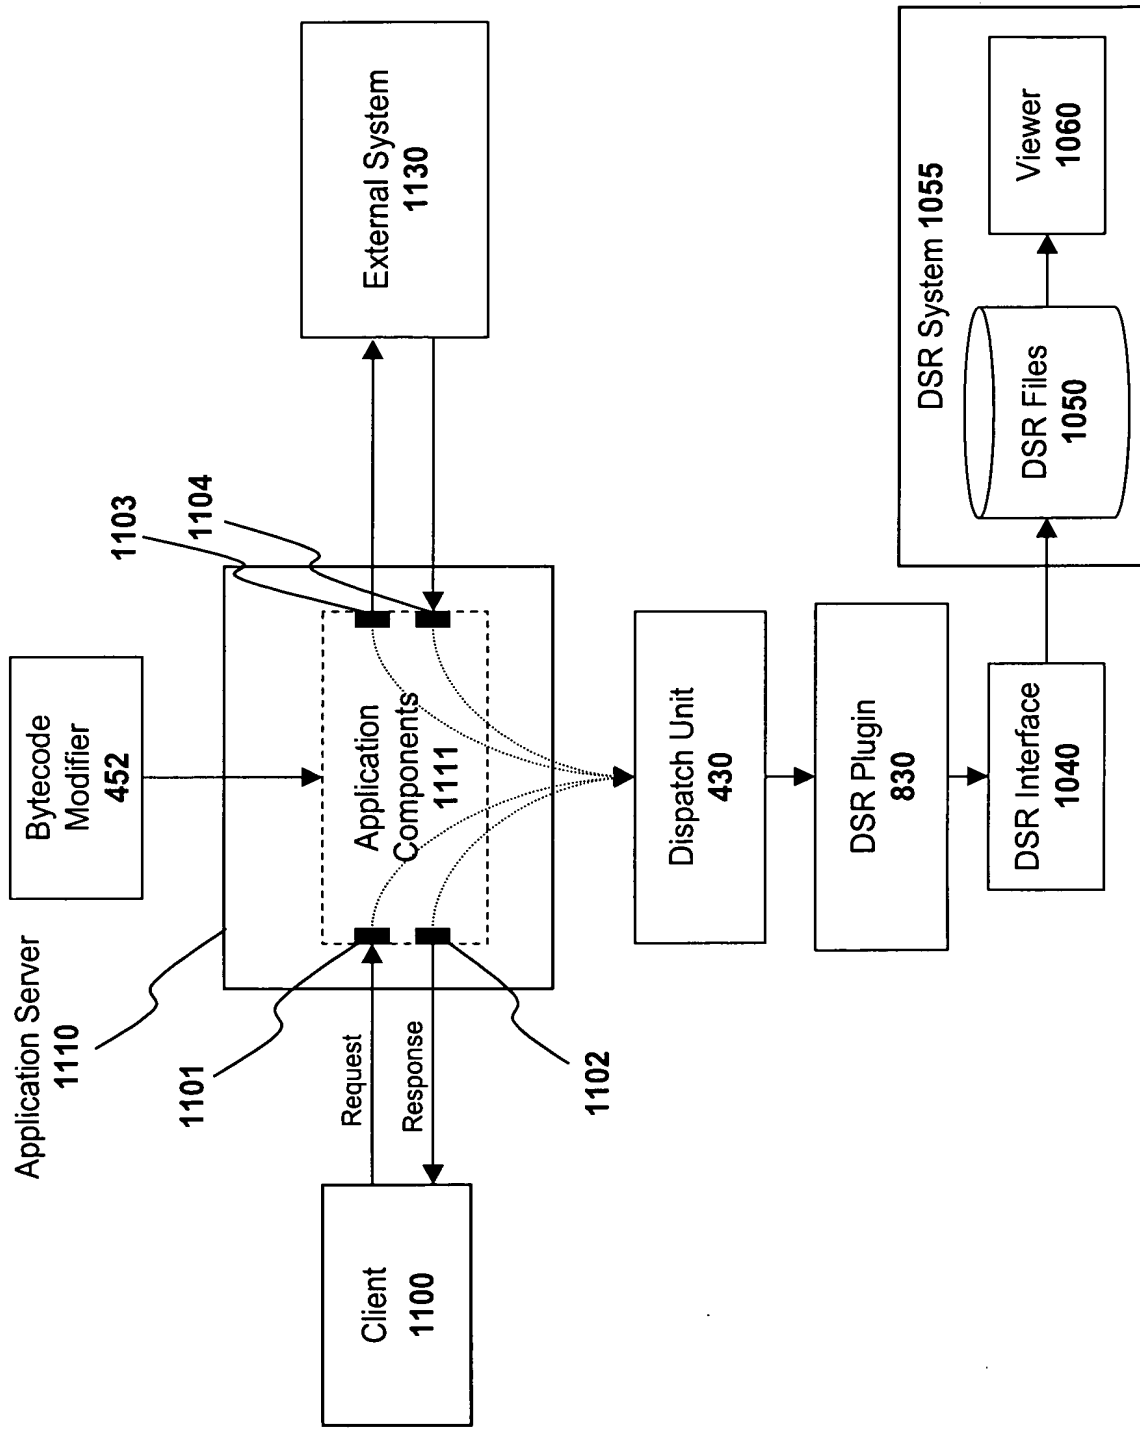 Application Server
1110
Bytecode
Modifier
452
1103
1104
External System
1130
Client
1100
Request
Response
1101
1102
Application
Components
1111
Dispatch Unit
430
DSR Plugin
830
DSR Interface
1040
DSR System 1055
DSR Files
1050
Viewer
1060